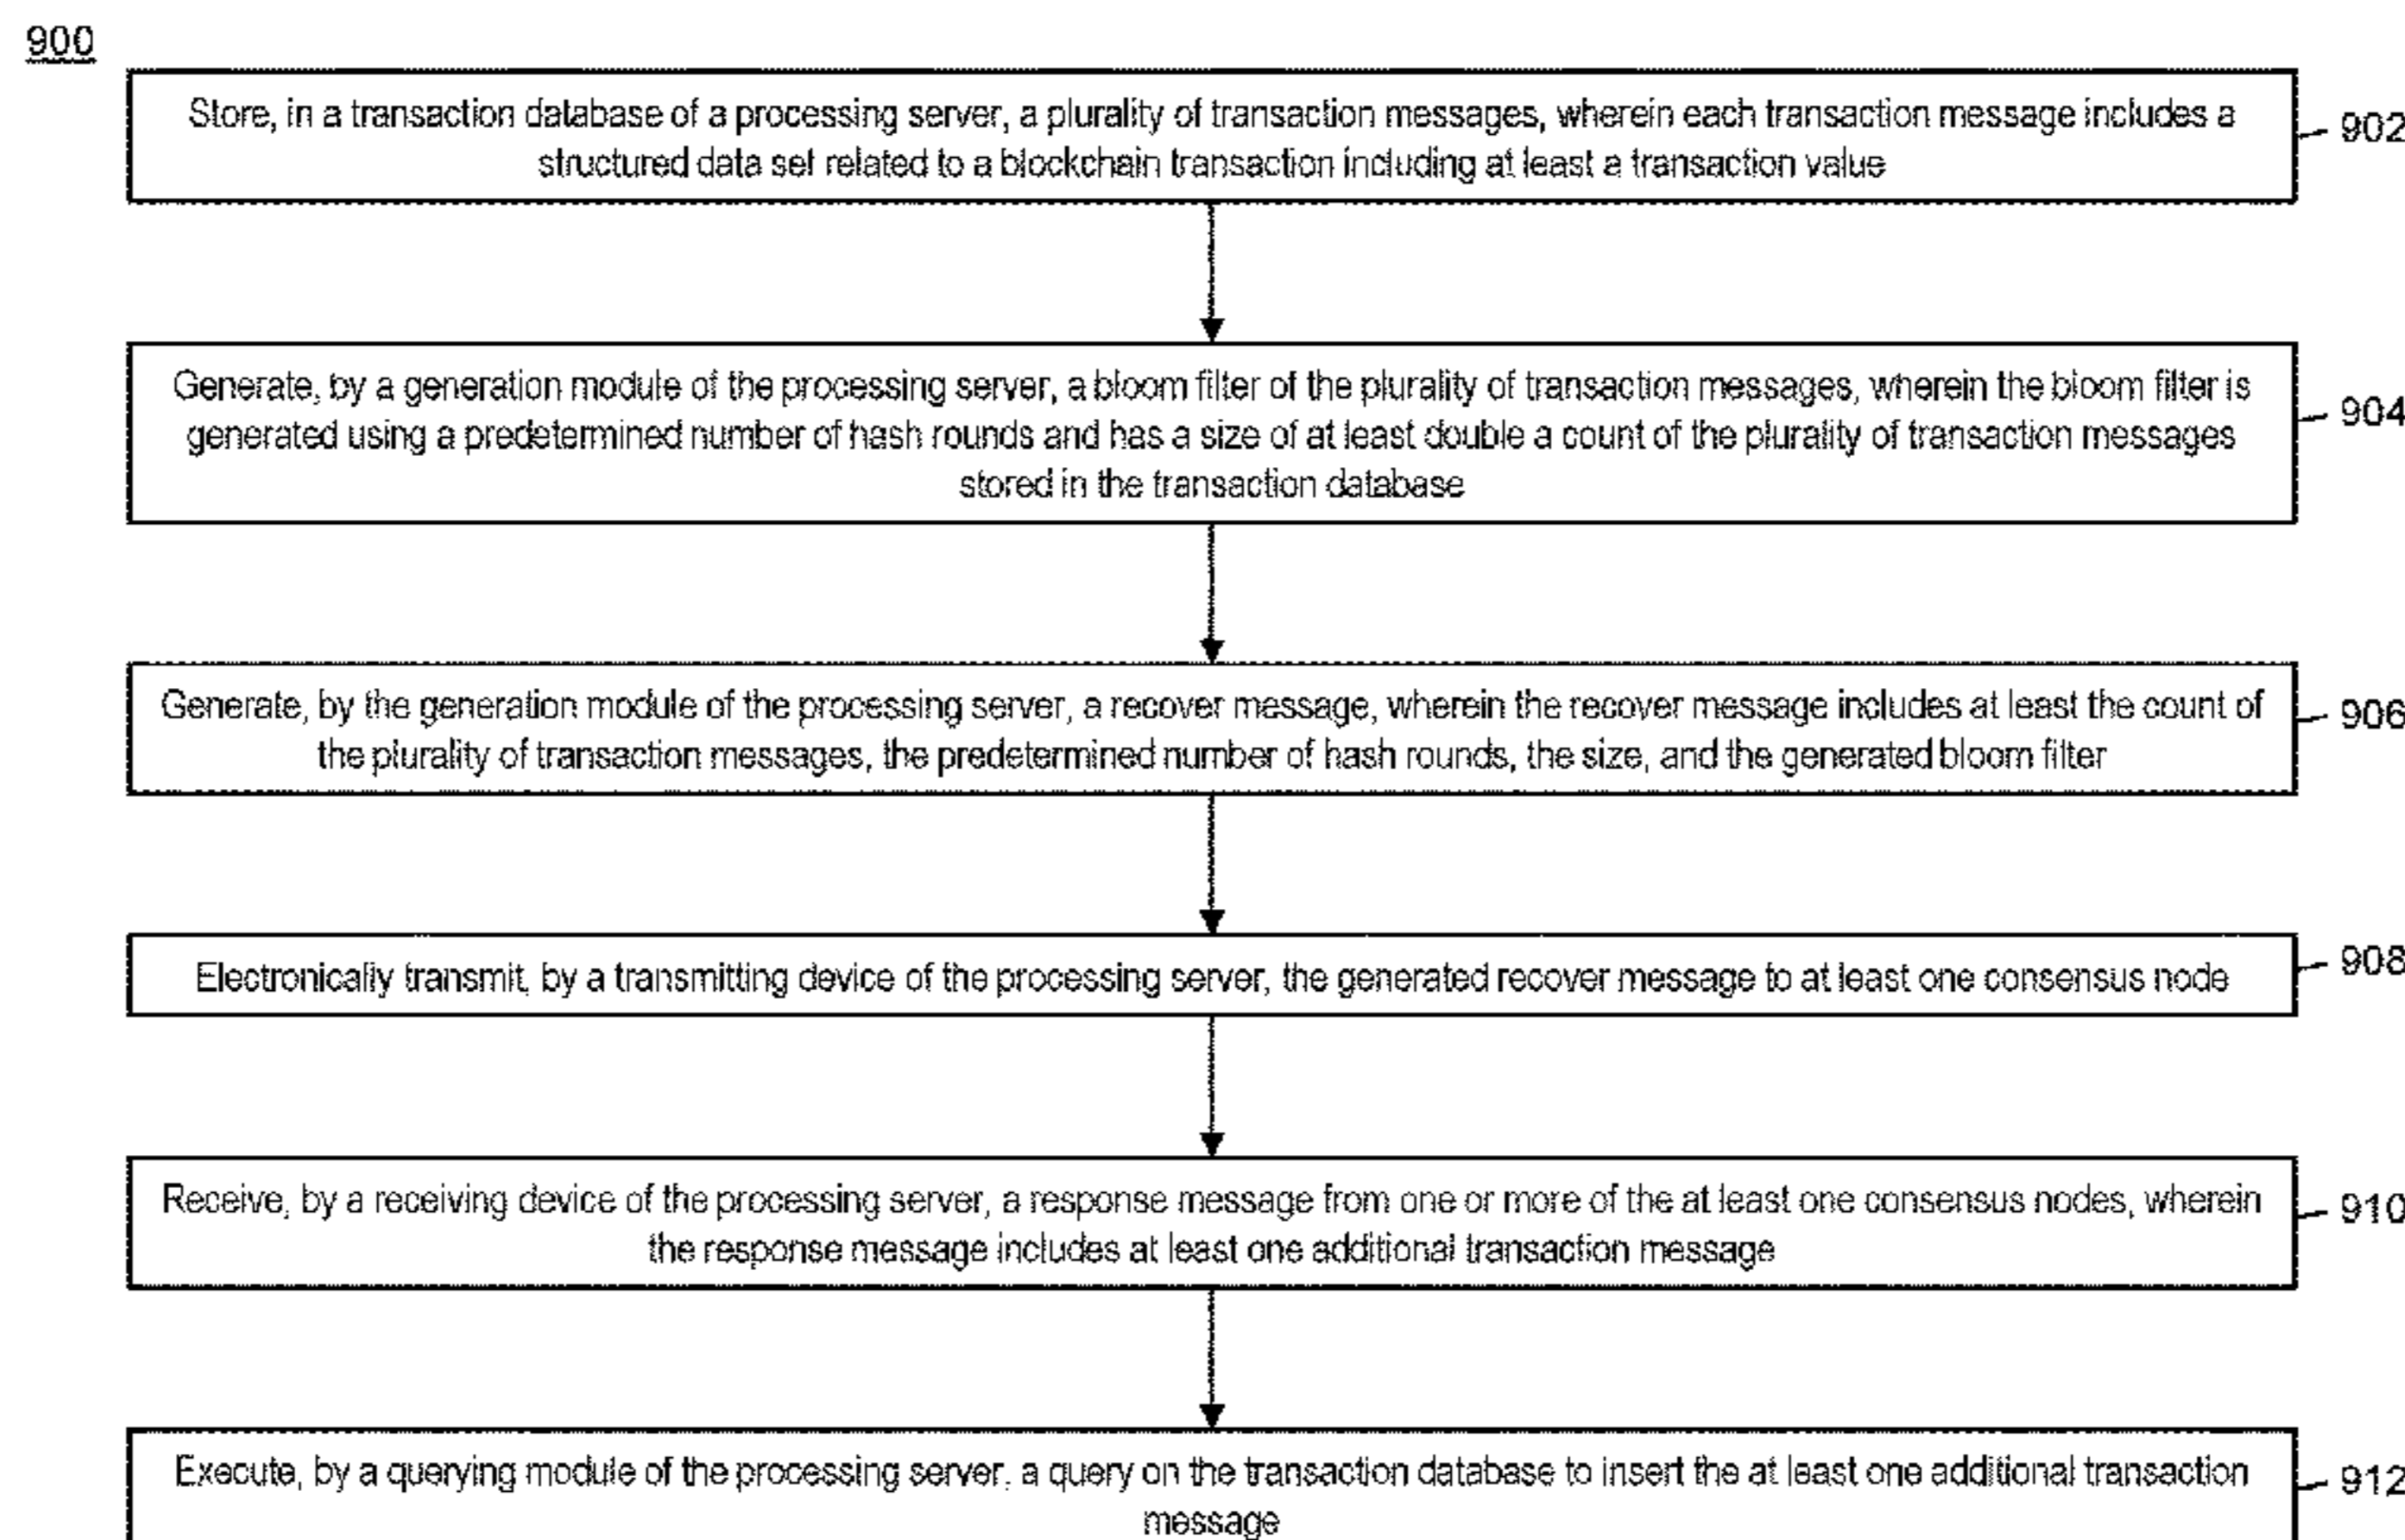 900
Store, in a transaction database of a processing server, a plurality of transaction messages, wherein each transaction message includes a
structured data set related to a blockchain transaction including at least a transaction value
902
Generate, by a generation module of the processing server, a bloom filter of the plurality of transaction messages, wherein the bloom filter is
generated using a predetermined number of hash rounds and has a size of at least double a count of the plurality of transaction messages
stored in the transaction database
904
Generate, by the generation module of the processing server, a recover message, wherein the recover message includes at least the count of
the plurality of transaction messages, the predetermined number of hash rounds, the size, and the generated bloom filter
906
Electronically transmit, by a transmitting device of the processing server, the generated recover message to at least one consensus node
908
Receive, by a receiving device of the processing server, a response message from one or more of the at least one consensus nodes, wherein
the response message includes at least one additional transaction message
910
Execute, by a querying module of the processing server, a query on the transaction database to insert the at least one additional transaction
message
912